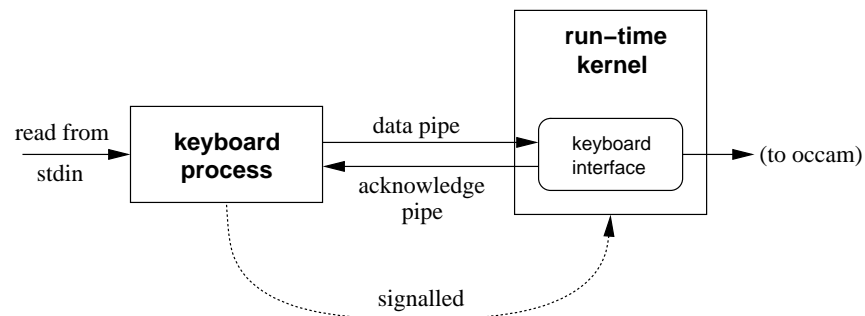 run−time
kernel
read from
stdin
keyboard
process
data pipe
acknowledge
pipe
keyboard
interface
(to occam)
signalled